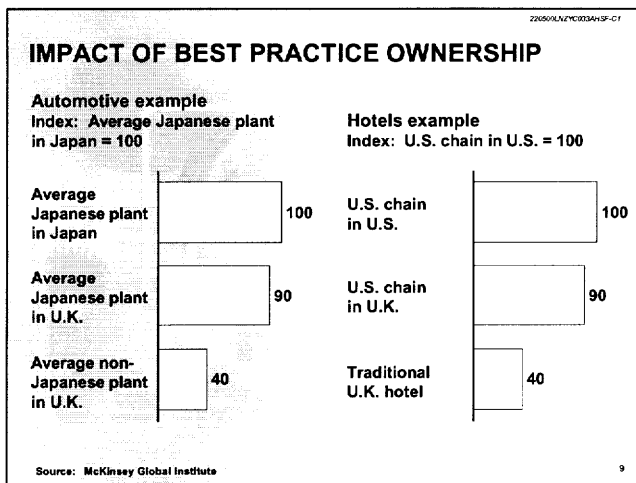 IMPACT OF BEST PRACTICE OWNERSHIP
Automotive example
Index: Average Japanese plant
in Japan = 100
Average
Japanese plant
in Japan
100
Average
Japanese plant
in U.K.
90
Average non-
Japanese plant
in U.K.
40
Hotels example
Index: U.S. chain in U.S. = 100
U.S. chain
in U.S.
100
U.S. chain
in U.K.
90
Traditional
U.K. hotel
40
Source: McKinsey Global Institute
9